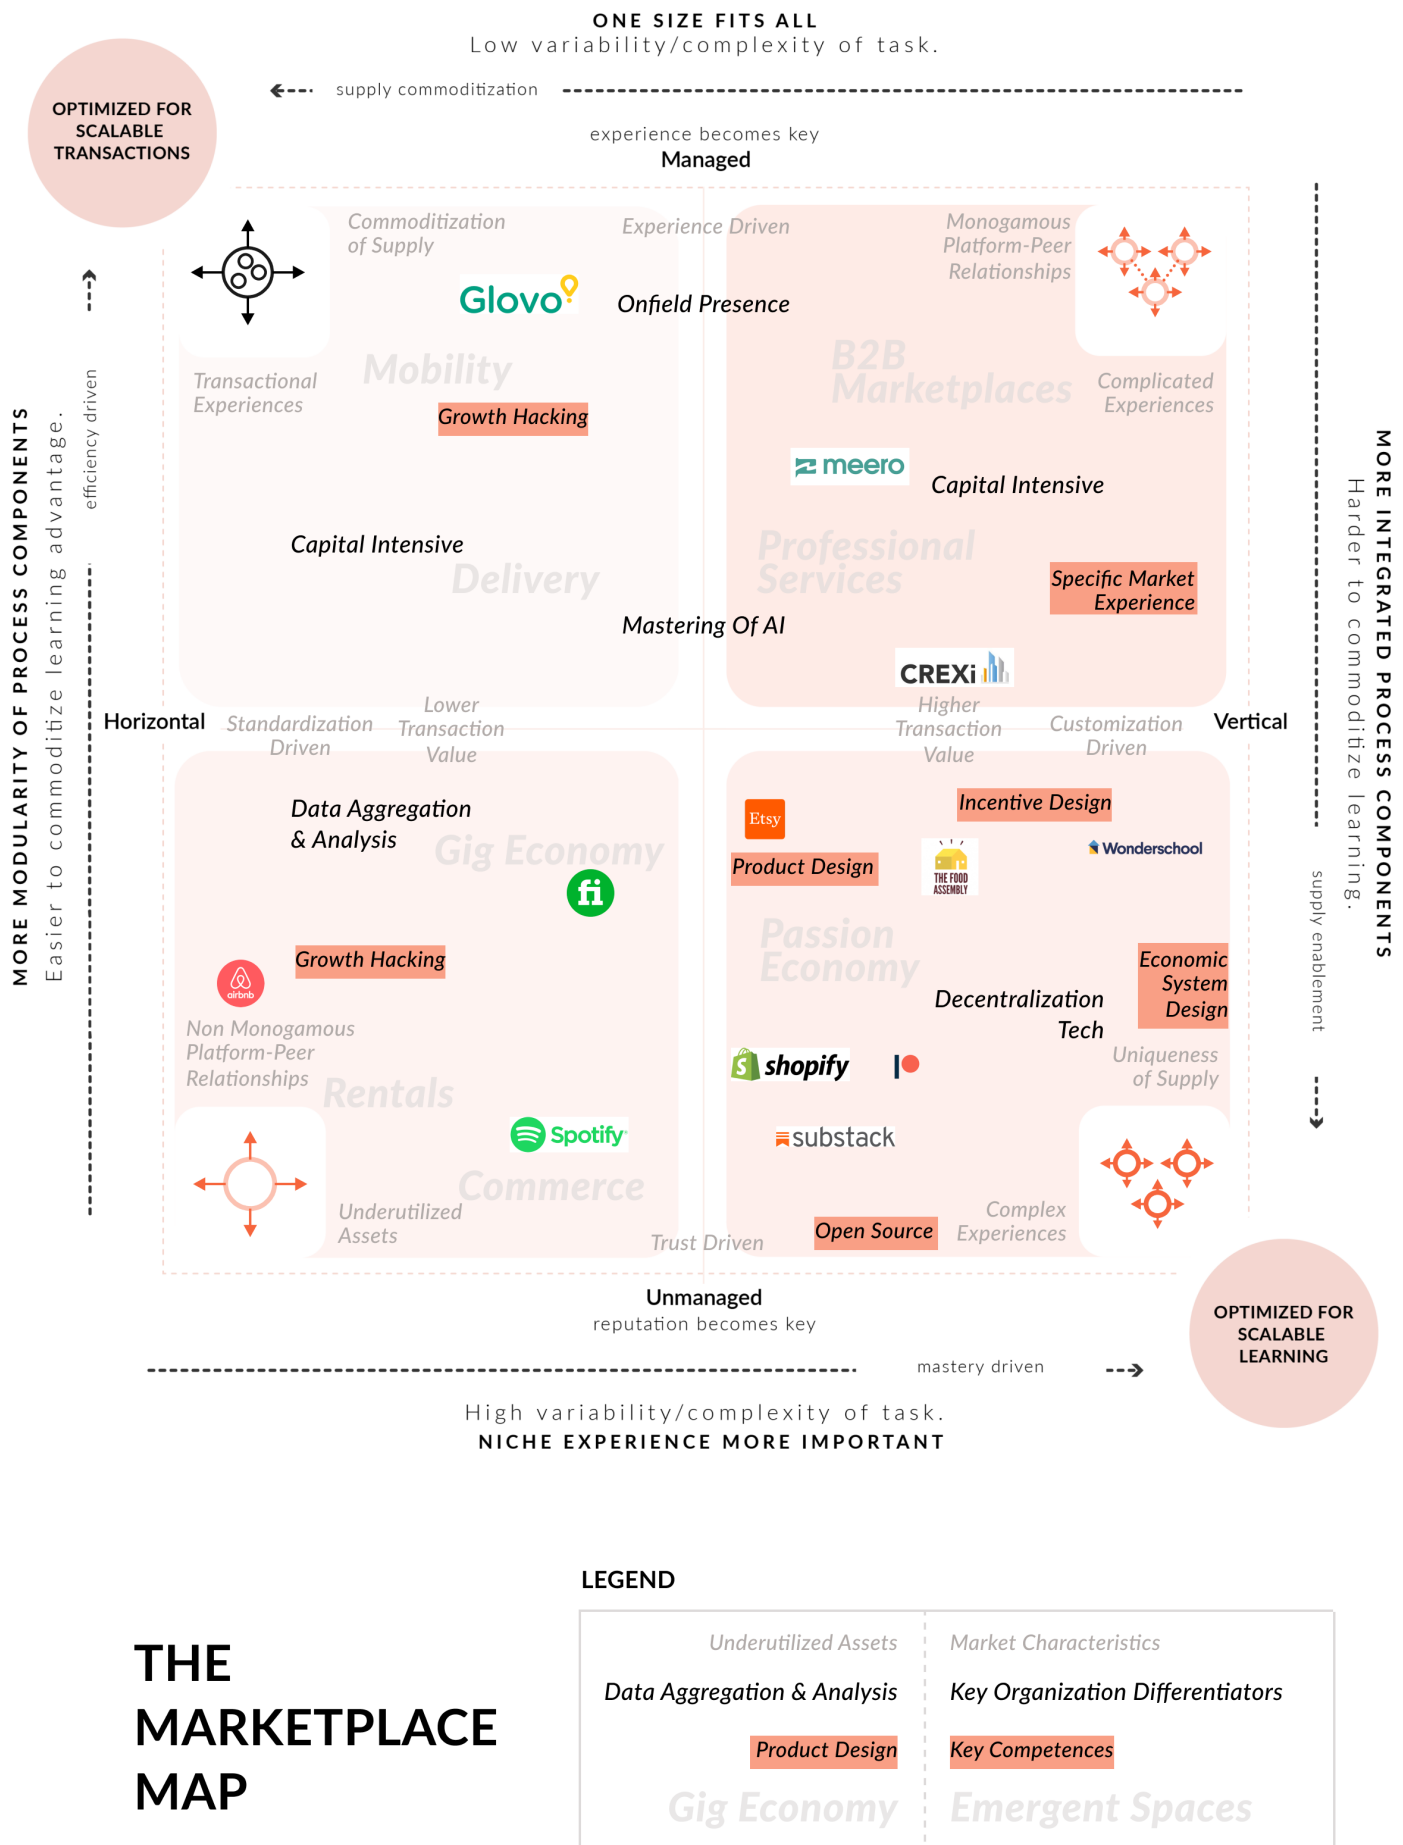 ONE SIZE FITS ALL
Low variability/complexity of task.
supply commoditization
OPTIMIZED FOR
SCALABLE
TRANSACTIONS
experience becomes key
Managed
Commoditization
of Supply
Experience Driven
Monogamous
Platform-Peer
Relationships
Glovo
Onfield Presence
Mobility
B2B
Marketplaces
Transactional
Experiences
Complicated
Experiences
Growth Hacking
meero
Capital Intensive
Capital Intensive
Delivery
Professional
Services
Specific Market
Experience
Mastering Of AI
CREXi
efficiency driven
MORE MODULARITY OF PROCESS COMPONENTS
Easier to commoditize learning advantage.
MORE INTEGRATED PROCESS COMPONENTS
Harder to commoditize learning.
supply enablement
Horizontal
Standardization
Driven
Lower
Transaction
Value
Higher
Transaction
Value
Customization
Driven
Vertical
Data Aggregation
& Analysis
Gig Economy
fi
Growth Hacking
airbnb
Non Monogamous
Platform-Peer
Relationships
Rentals
Spotify
Commerce
Underutilized
Assets
Etsy
Incentive Design
Product Design
THE FOOD
ASSEMBLY
Wonderschool
Passion
Economy
Economic
System
Design
Decentralization
Tech
shopify
Uniqueness
of Supply
substack
Open Source
Complex
Experiences
Trust Driven
Unmanaged
reputation becomes key
mastery driven
OPTIMIZED FOR
SCALABLE
LEARNING
High variability/complexity of task.
NICHE EXPERIENCE MORE IMPORTANT
THE
MARKETPLACE
MAP
LEGEND
Underutilized Assets
Market Characteristics
Data Aggregation & Analysis
Key Organization Differentiators
Product Design
Key Competences
Gig Economy
Emergent Spaces